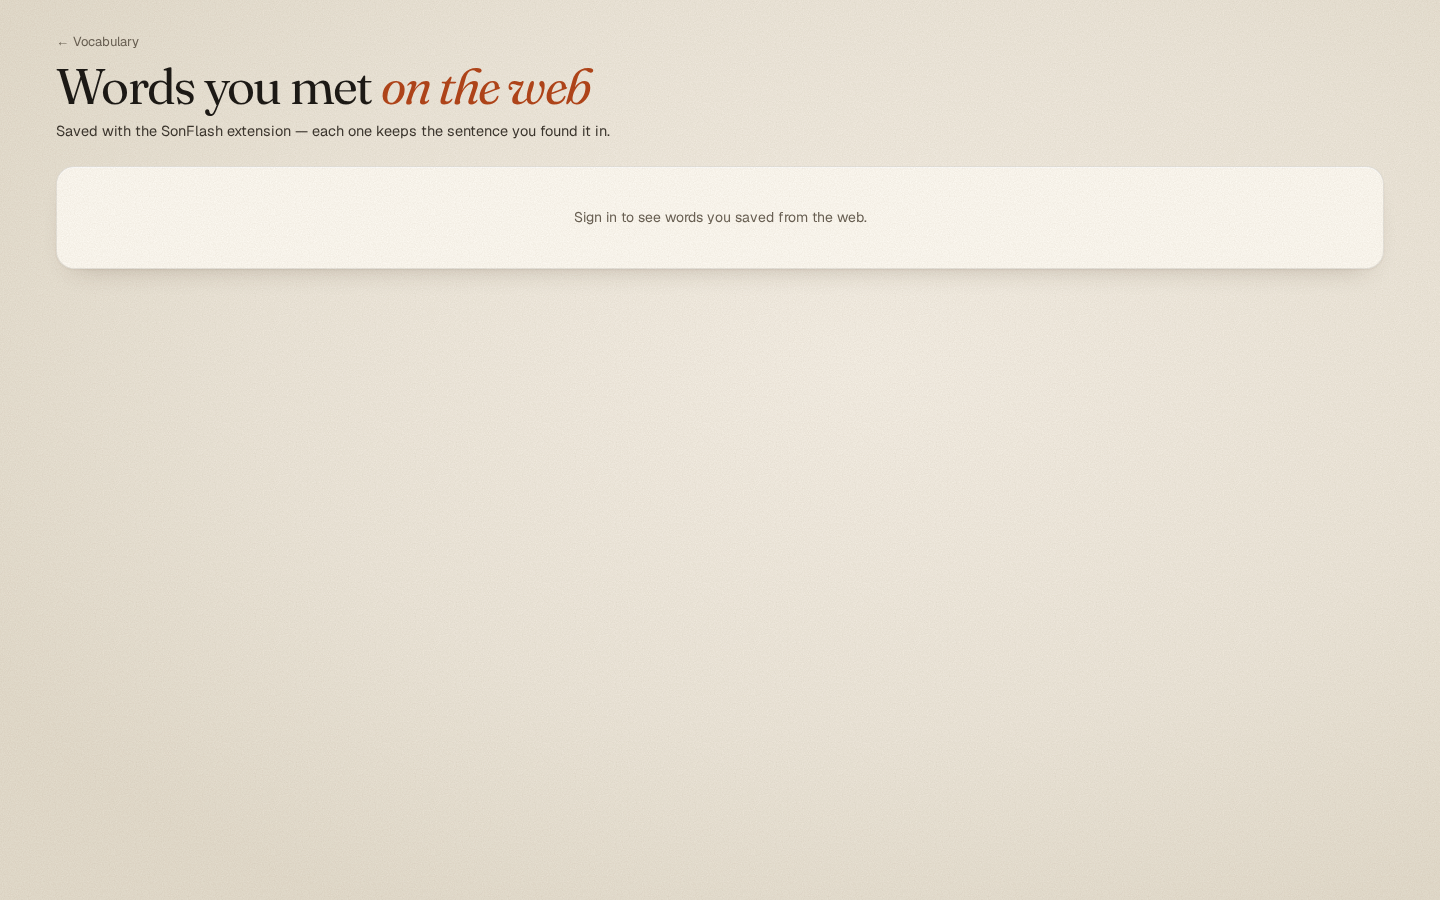 ← Vocabulary
Words you met on the web
Saved with the SonFlash extension — each one keeps the sentence you found it in.
Sign in to see words you saved from the web.